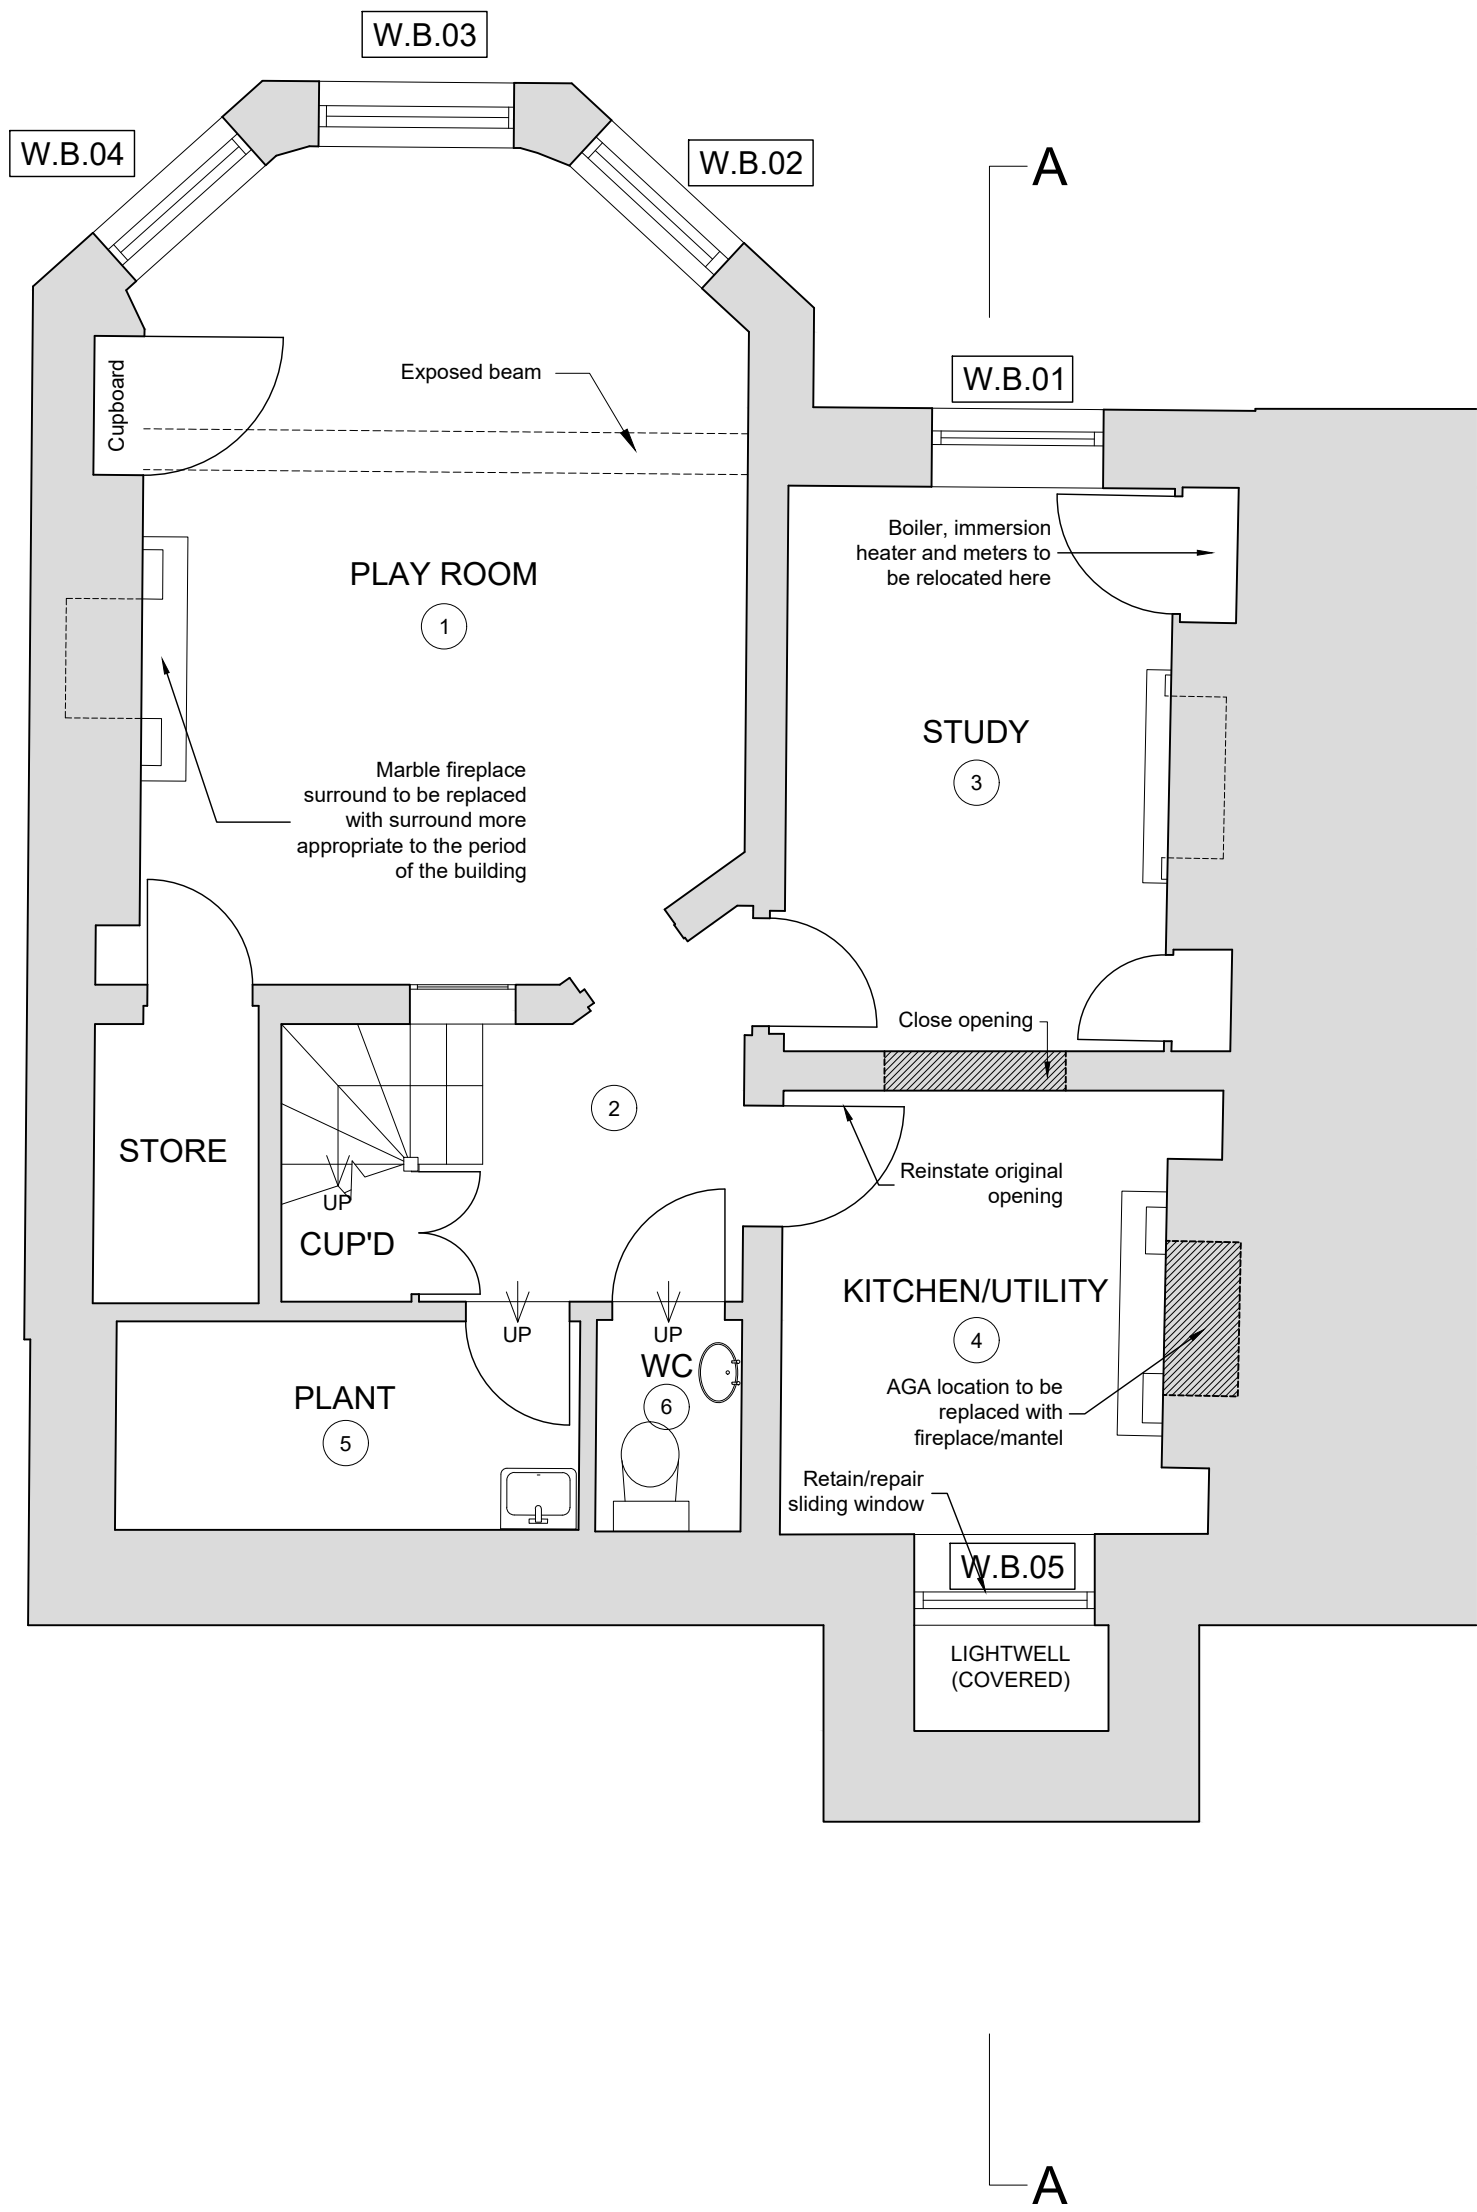 W.B.03
W.B.04
W.B.02
A
W.B.01
Cupboard
Exposed beam
Boiler, immersion
heater and meters to
be relocated here
PLAY ROOM
1
STUDY
3
Marble fireplace
surround to be replaced
with surround more
appropriate to the period
of the building
Close opening
2
STORE
Reinstate original
opening
UP
CUP'D
KITCHEN/UTILITY
4
UP
UP
WC
6
PLANT
5
AGA location to be
replaced with
fireplace/mantel
Retain/repair
sliding window
W.B.05
LIGHTWELL
(COVERED)
A